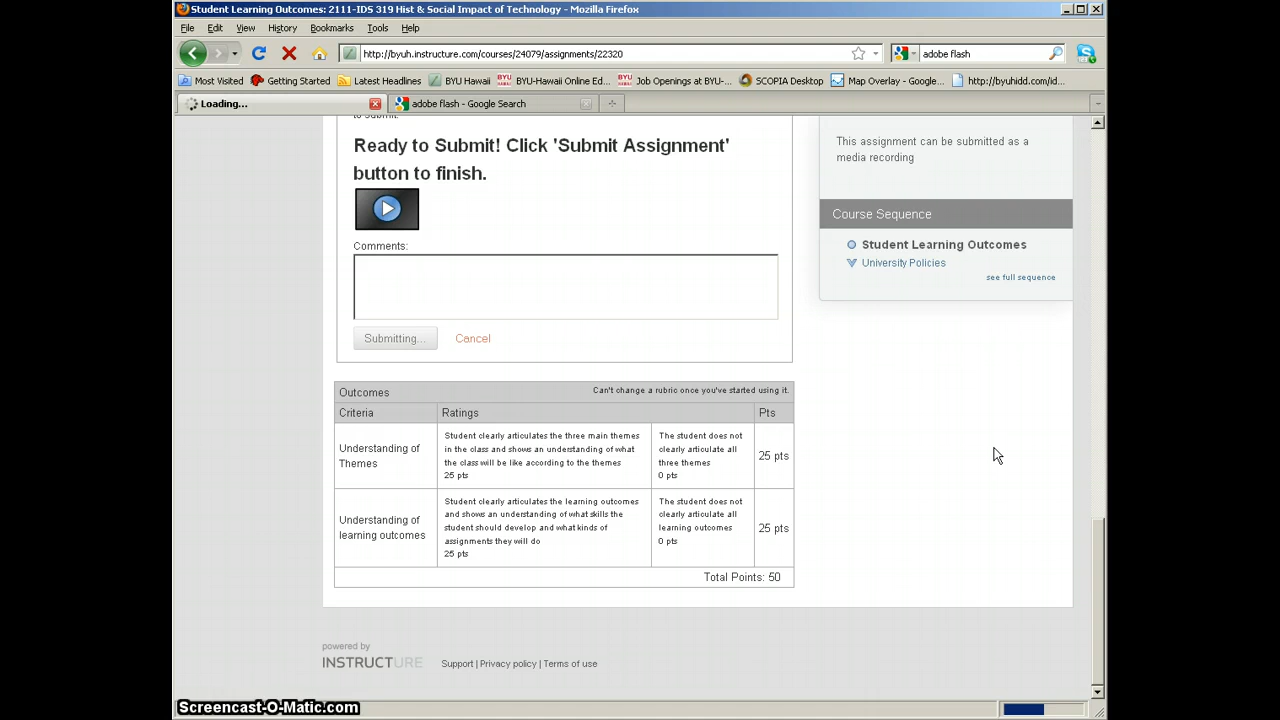 Student Learning Outcomes: 2111-IDS 319 Hist & Social Impact of Technology - Mozilla Firefox
File Edit View History Bookmarks Tools Help
http://byuh.instructure.com/courses/24079/assignments/22320
adobe flash
Most Visited Getting Started Latest Headlines BYU Hawaii BYU-Hawaii Online Ed... Job Openings at BYU-... SCOPIA Desktop Map Overlay - Google... http://byuhidd.com/id...
Loading... adobe flash - Google Search
to submit.
Ready to Submit! Click 'Submit Assignment'
button to finish.
Comments:
Submitting... Cancel
This assignment can be submitted as a
media recording
Course Sequence
Student Learning Outcomes
University Policies
see full sequence
Outcomes Can't change a rubric once you've started using it.
Criteria Ratings Pts
Understanding of
Themes
Student clearly articulates the three main themes
in the class and shows an understanding of what
the class will be like according to the themes
25 pts
The student does not
clearly articulate all
three themes
0 pts
25 pts
Understanding of
learning outcomes
Student clearly articulates the learning outcomes
and shows an understanding of what skills the
student should develop and what kinds of
assignments they will do
25 pts
The student does not
clearly articulate all
learning outcomes
0 pts
25 pts
Total Points: 50
powered by
INSTRUCTURE
Support | Privacy policy | Terms of use
Screencast-O-Matic.com